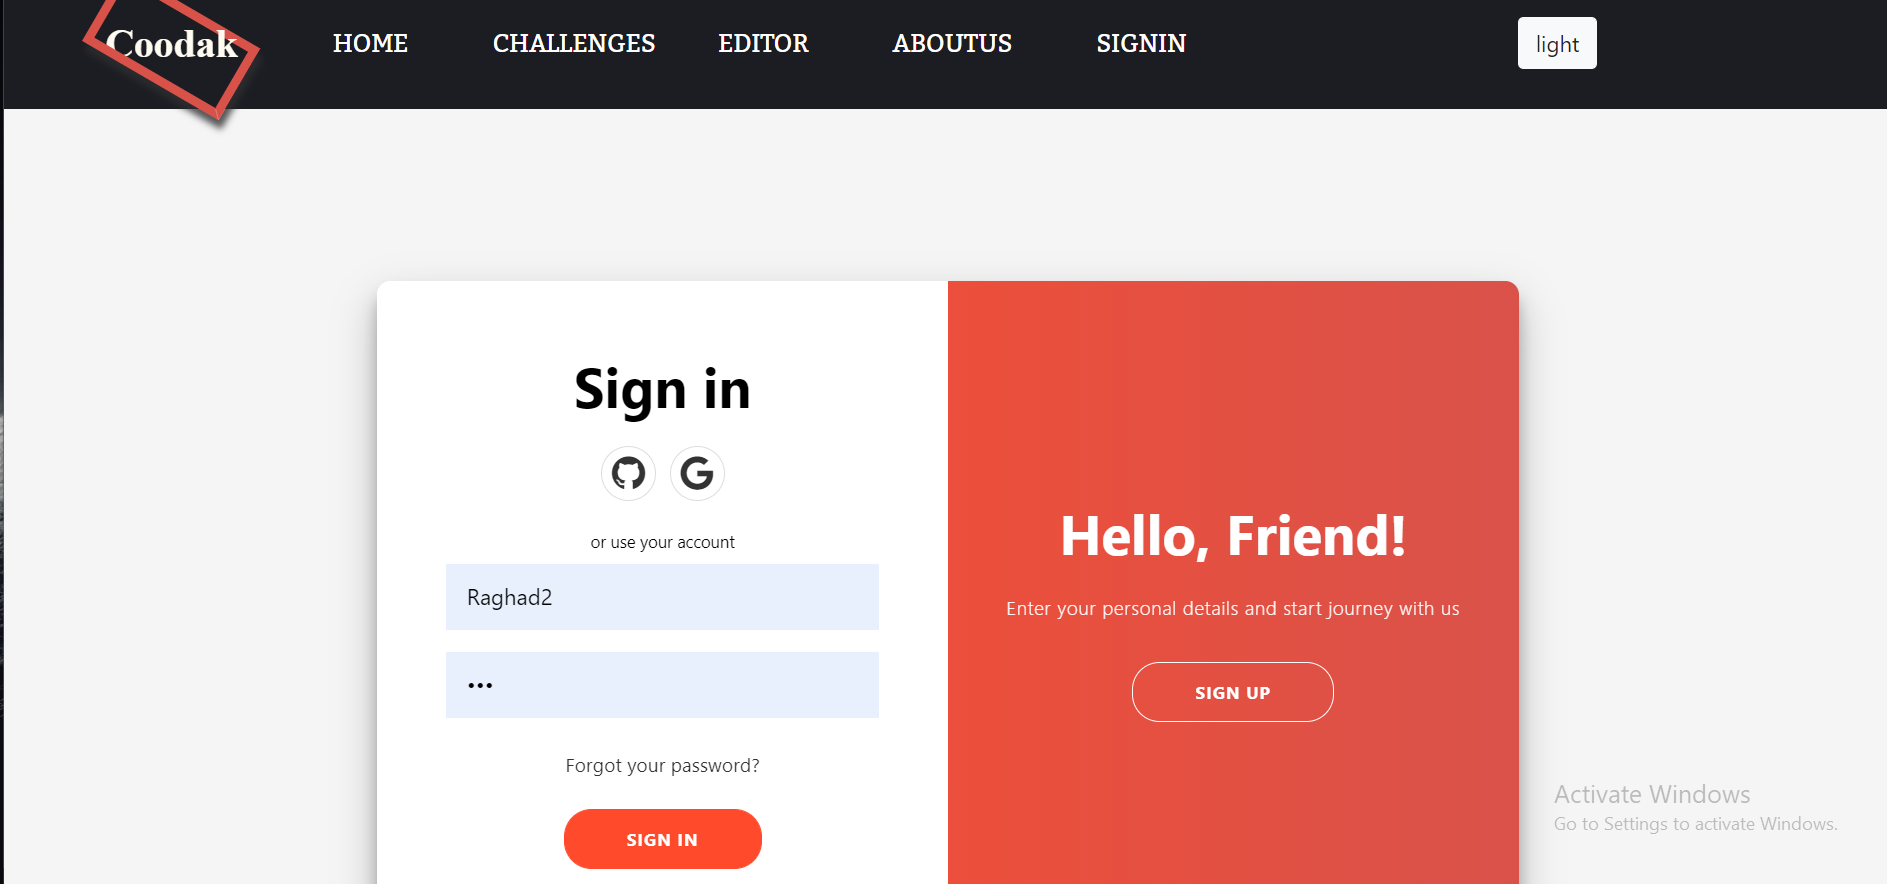 Coodak
HOME CHALLENGES EDITOR ABOUTUS SIGNIN
light
Sign in
or use your account
Raghad2
•••
Forgot your password?
SIGN IN
Hello, Friend!
Enter your personal details and start journey with us
SIGN UP
Activate Windows
Go to Settings to activate Windows.